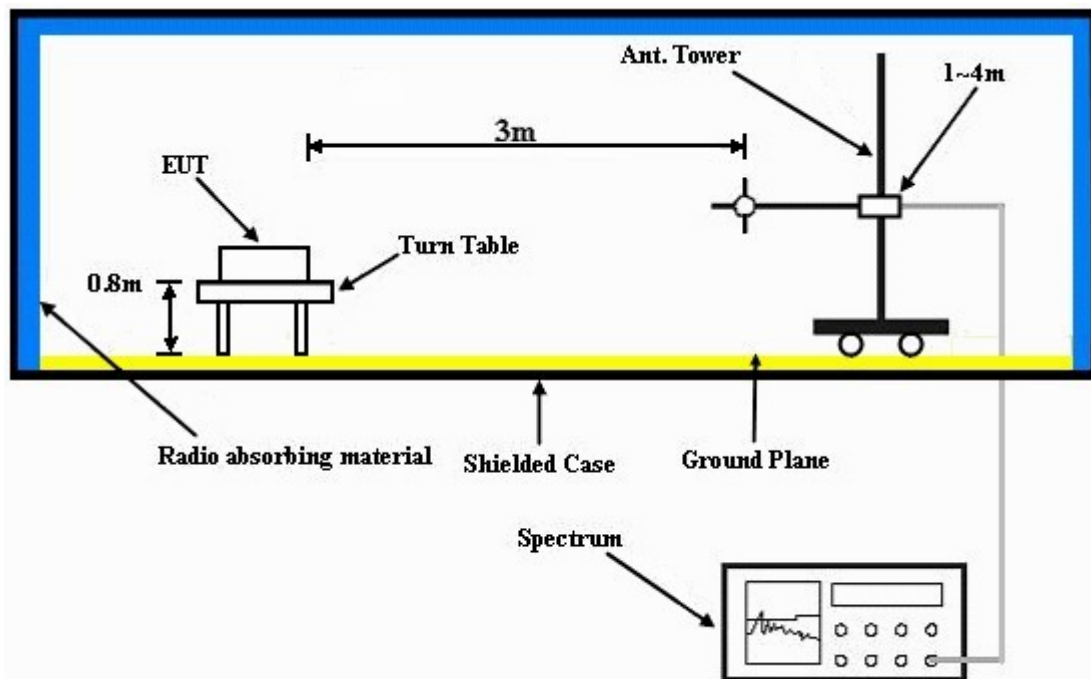 Ant. Tower
1~4m
3m
EUT
Turn Table
0.8m
Radio absorbing material
Shielded Case
Ground Plane
Spectrum